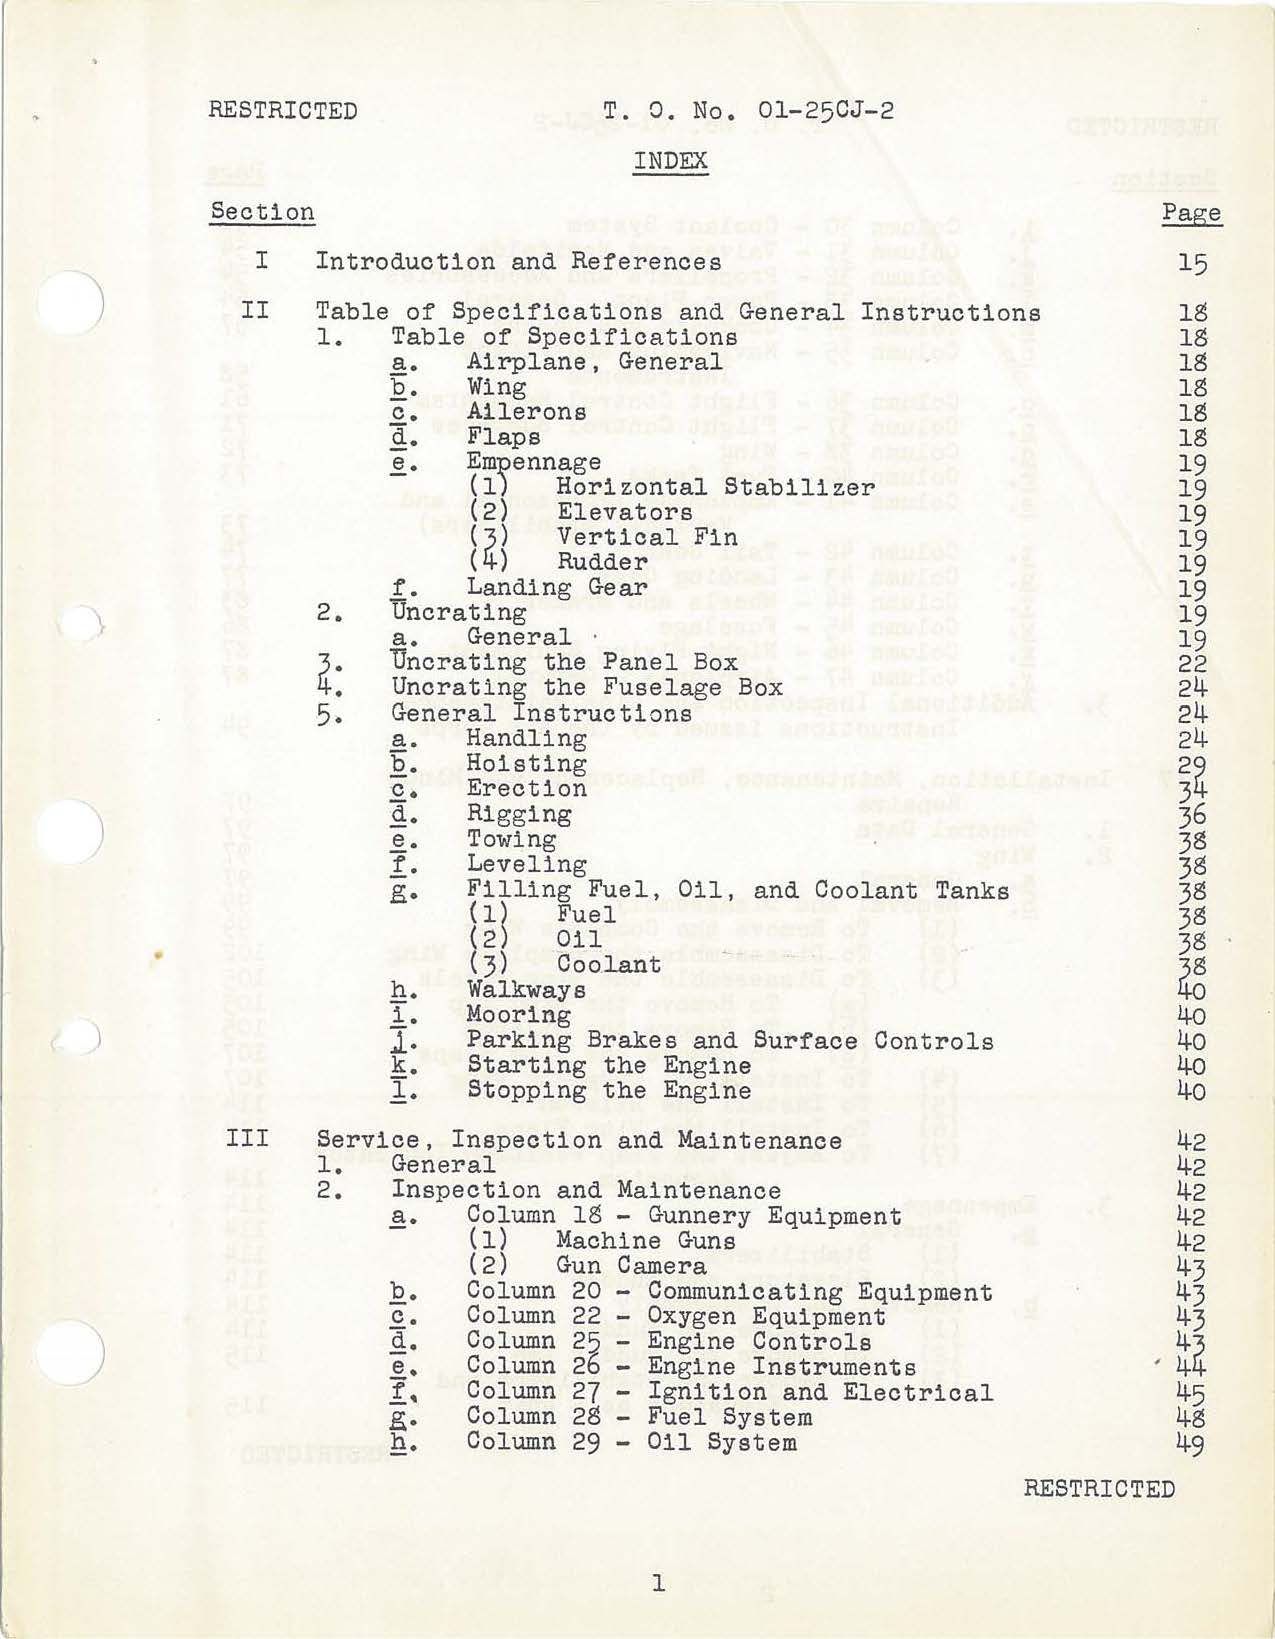 RESTRICTED T. O. No. 01-25CJ-2
INDEX
Section Page
I Introduction and References 15
II Table of Specifications and General Instructions 18
1. Table of Specifications 18
a. Airplane, General 18
b. Wing 18
c. Ailerons 18
d. Flaps 18
e. Empennage 19
(1) Horizontal Stabilizer 19
(2) Elevators 19
(3) Vertical Fin 19
(4) Rudder 19
f. Landing Gear 19
2. Uncrating 19
a. General 19
3. Uncrating the Panel Box 22
4. Uncrating the Fuselage Box 24
5. General Instructions 24
a. Handling 24
b. Hoisting 29
c. Erection 34
d. Rigging 36
e. Towing 38
f. Leveling 38
g. Filling Fuel, Oil, and Coolant Tanks 38
(1) Fuel 38
(2) Oil 38
(3) Coolant 38
h. Walkways 40
i. Mooring 40
j. Parking Brakes and Surface Controls 40
k. Starting the Engine 40
l. Stopping the Engine 40
III Service, Inspection and Maintenance 42
1. General 42
2. Inspection and Maintenance 42
a. Column 18 - Gunnery Equipment 42
(1) Machine Guns 42
(2) Gun Camera 43
b. Column 20 - Communicating Equipment 43
c. Column 22 - Oxygen Equipment 43
d. Column 25 - Engine Controls 43
e. Column 26 - Engine Instruments 44
f. Column 27 - Ignition and Electrical 45
g. Column 28 - Fuel System 48
h. Column 29 - Oil System 49
RESTRICTED
1